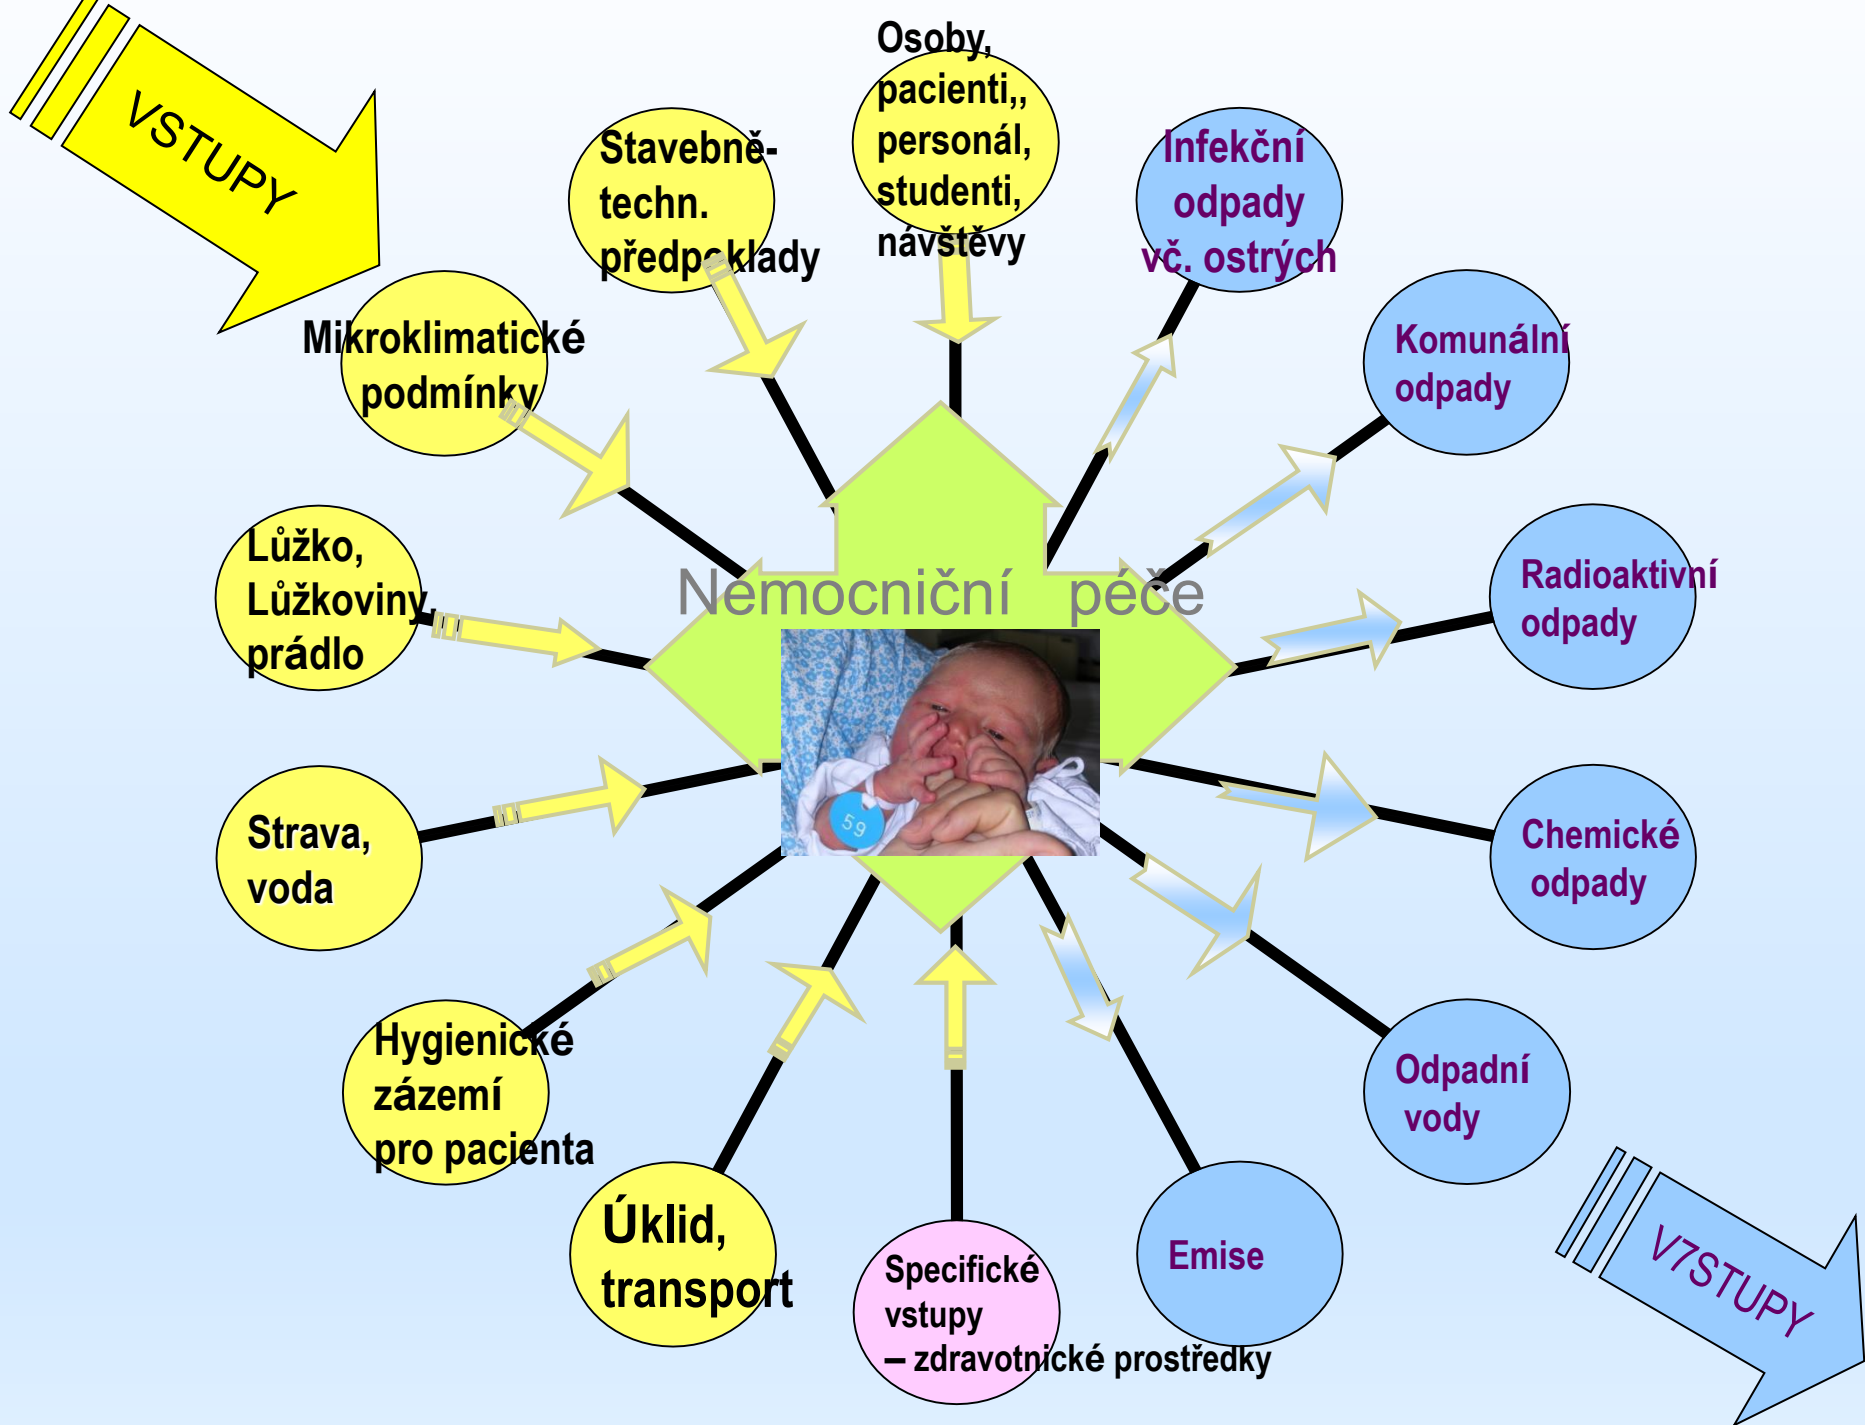 VSTUPY
Osoby,
pacienti,,
personál,
studenti,
návštěvy
Stavebně-
techn.
předpoklady
Infekční
odpady
vč. ostrých
Mikroklimatické
podmínky
Komunální
odpady
Lůžko,
Lůžkoviny,
prádlo
Radioaktivní
odpady
Nemocniční péče
59
Strava,
voda
Chemické
odpady
Hygienické
zázemí
pro pacienta
Odpadní
vody
Úklid,
transport
Specifické
vstupy
– zdravotnické prostředky
Emise
V7STUPY